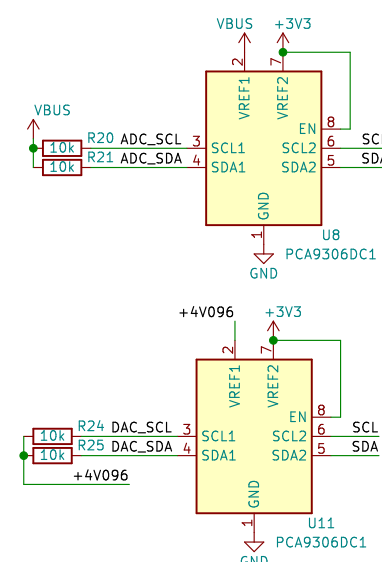 VBUS +3V3
2 7
VREF1 VREF2
VBUS
EN 8
10k R20 ADC_SCL 3 SCL1 SCL2 6 SC
10k R21 ADC_SDA 4 SDA1 SDA2 5 SDA
GND
1
U8
PCA9306DC1
GND
+4V096 +3V3
2 7
VREF1 VREF2
EN 8
10k R24 DAC_SCL 3 SCL1 SCL2 6 SCL
10k R25 DAC_SDA 4 SDA1 SDA2 5 SDA
+4V096
GND
1
U11
PCA9306DC1
GND